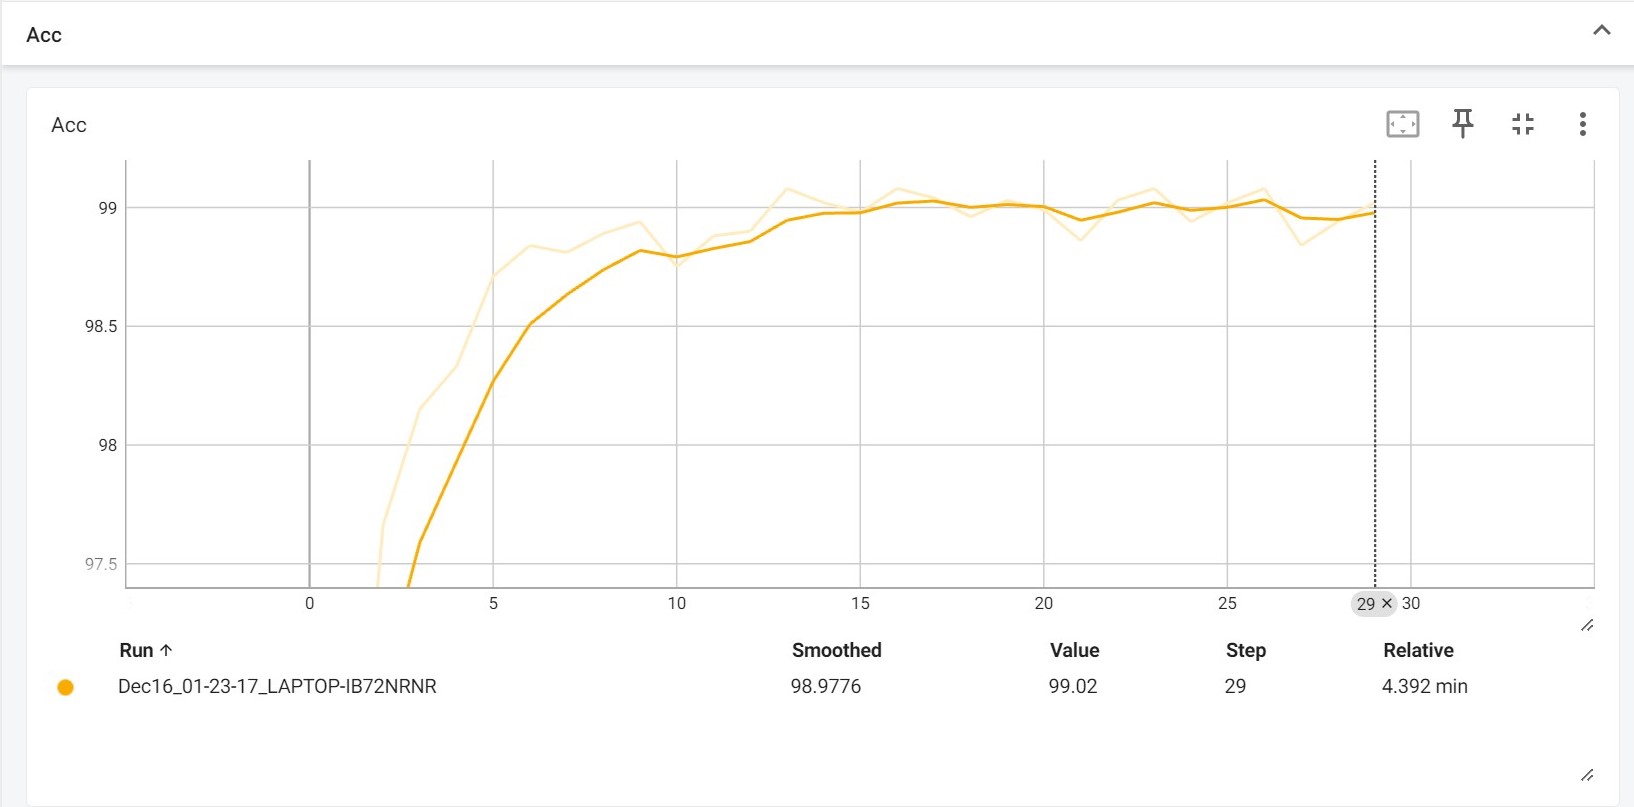 Acc
Acc
99
98.5
98
97.5
0 5 10 15 20 25 29 × 30
Run ↑ Smoothed Value Step Relative
Dec16_01-23-17_LAPTOP-IB72NRNR 98.9776 99.02 29 4.392 min